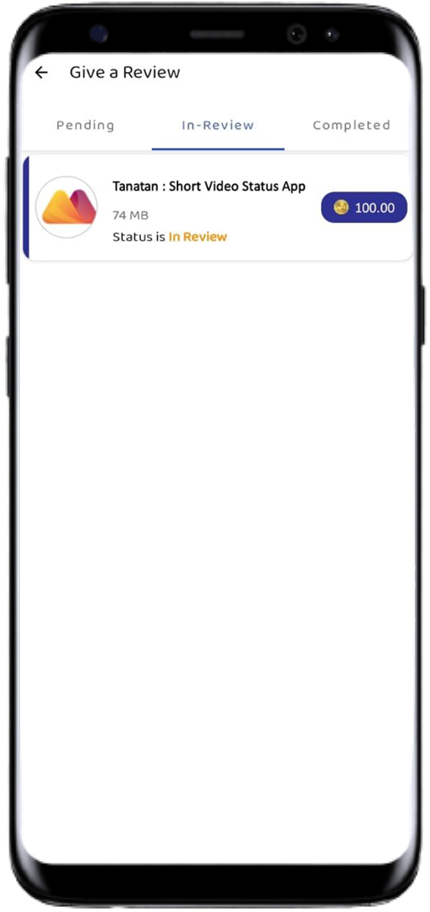 Give a Review
Pending
In-Review
Completed
Tanatan : Short Video Status App
74 MB
100.00
Status is In Review